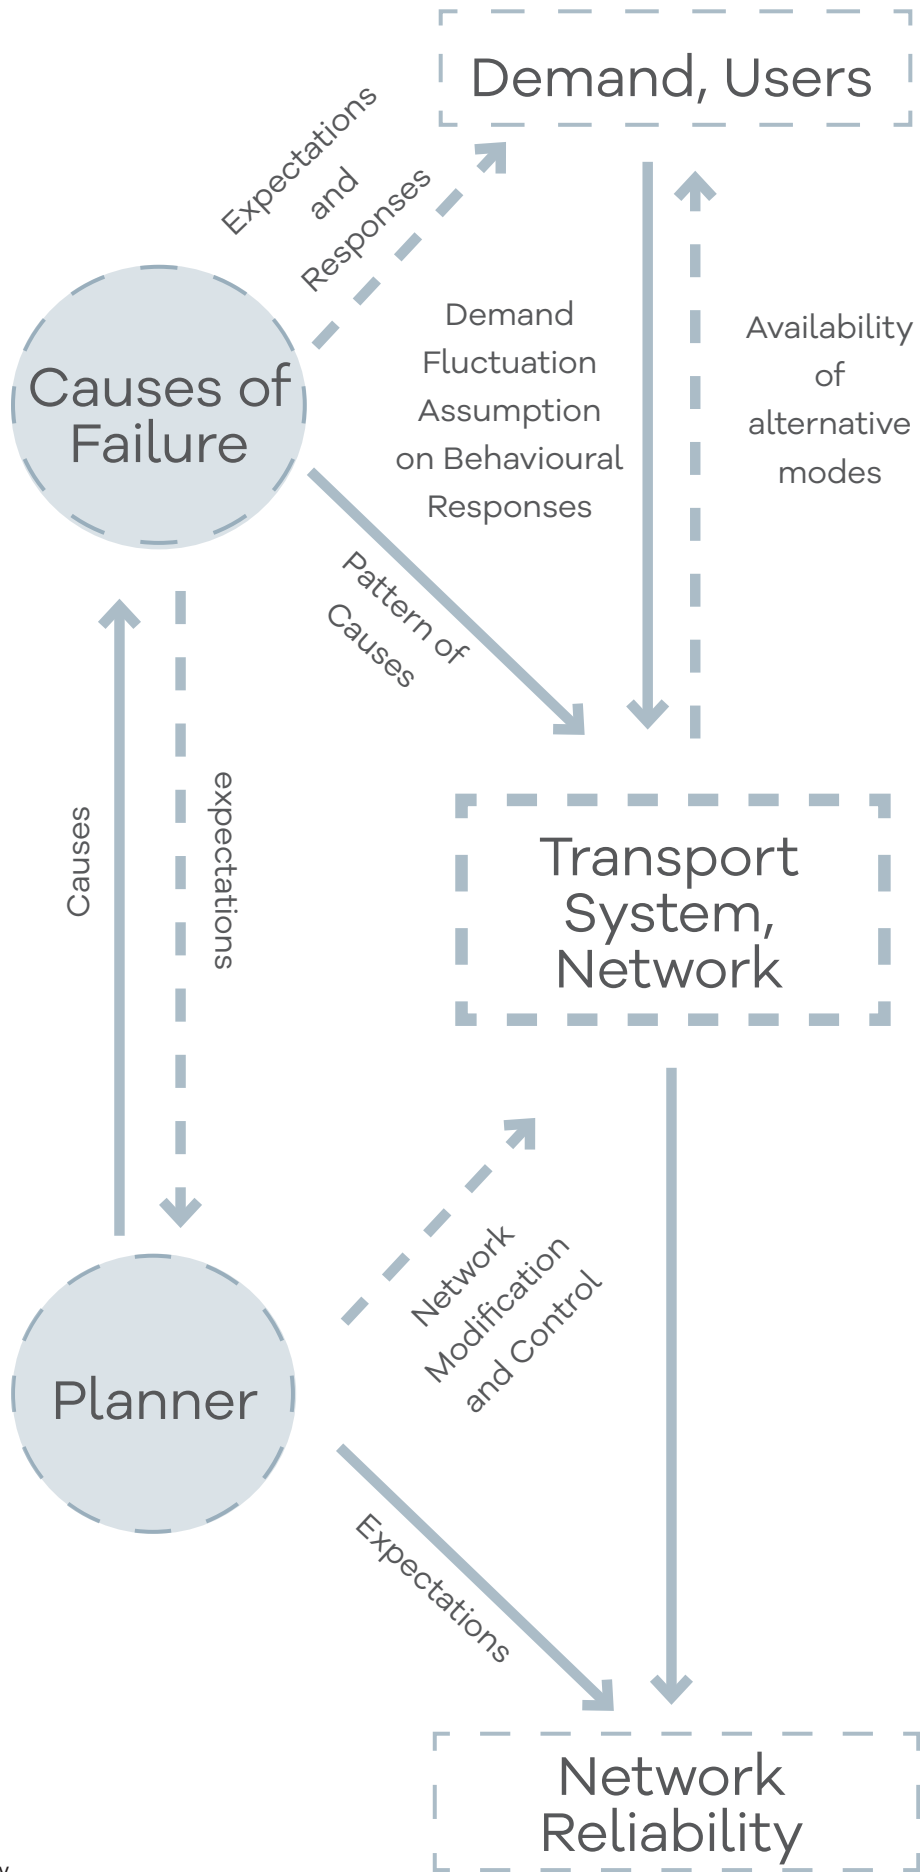 Demand, Users
Expectations
and
Responses
Causes of
Failure
Demand
Fluctuation
Assumption
on Behavioural
Responses
Availability
of
alternative
modes
Pattern of
Causes
Causes
expectations
Transport
System,
Network
Network
Modification
and Control
Planner
Expectations
Network
Reliability